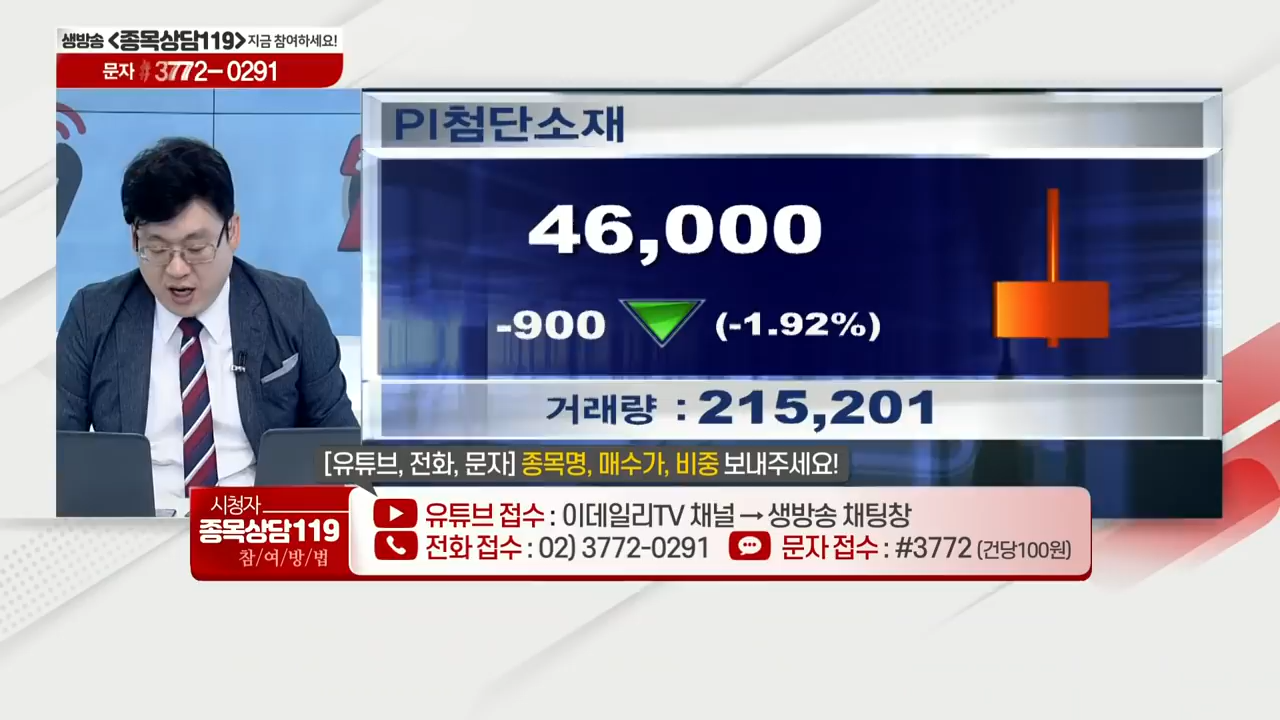 생방송 <종목상담119> 지금 참여하세요!
문자 #3772-0291
PI첨단소재
46,000
-900 (-1.92%)
거래량 : 215,201
[유튜브, 전화, 문자] 종목명, 매수가, 비중 보내주세요!
시청자
종목상담119
참/여/방/법
유튜브 접수 : 이데일리TV 채널 → 생방송 채팅창
전화 접수 : 02) 3772-0291 문자 접수 : #3772 (건당100원)